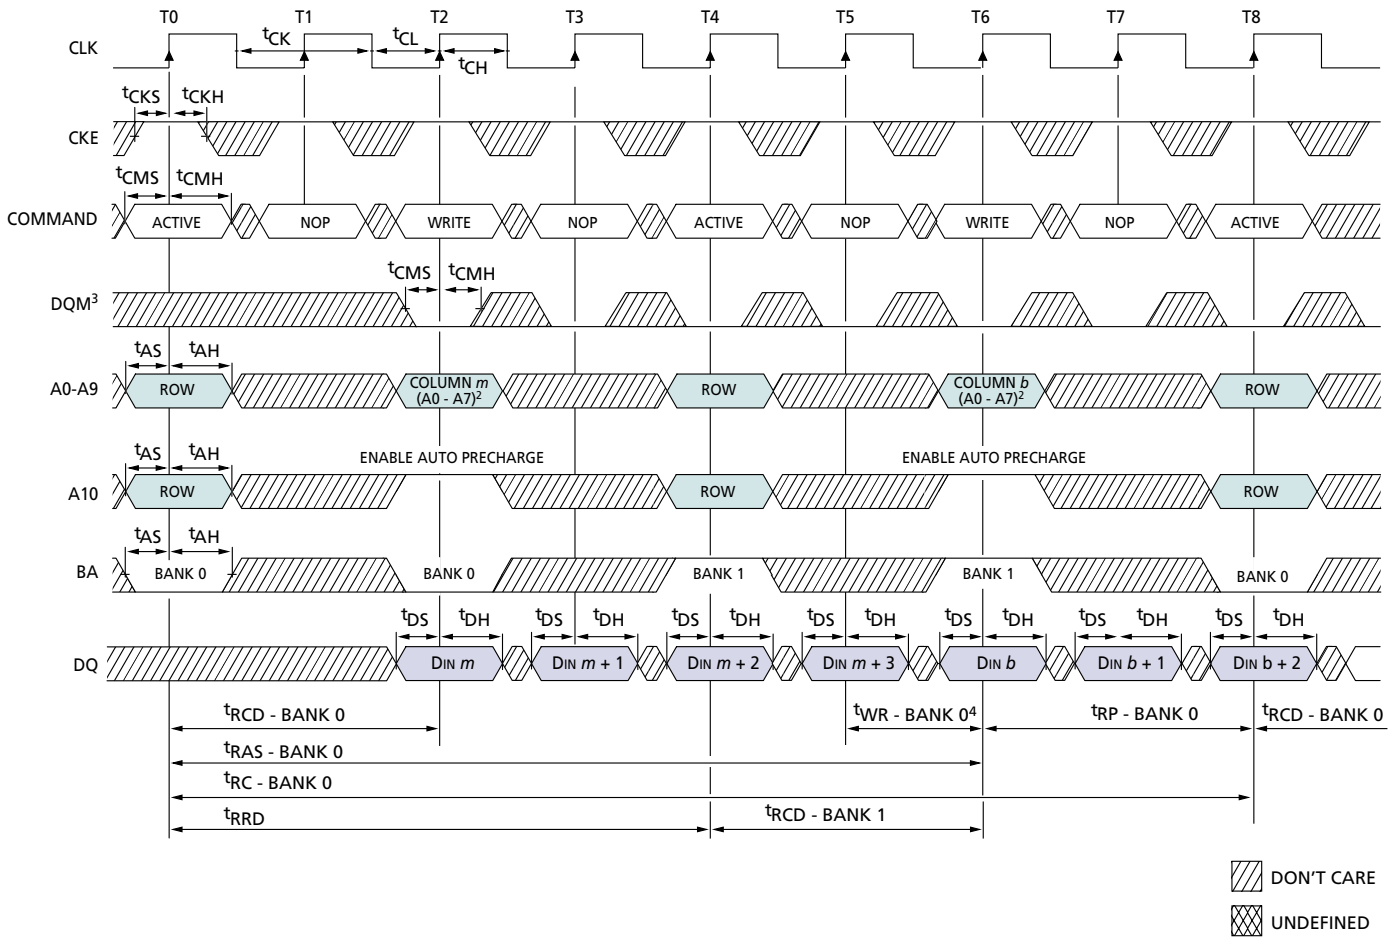 T0 T1 T2 T3 T4 T5 T6 T7 T8
CLK tCK tCL tCH
tCKS tCKH
CKE
tCMS tCMH
COMMAND ACTIVE NOP WRITE NOP ACTIVE NOP WRITE NOP ACTIVE
tCMS tCMH
DQM3
tAS tAH
A0-A9 ROW COLUMN m (A0 - A7)2 ROW COLUMN b (A0 - A7)2 ROW
tAS tAH ENABLE AUTO PRECHARGE ENABLE AUTO PRECHARGE
A10 ROW ROW ROW
tAS tAH
BA BANK 0 BANK 0 BANK 1 BANK 1 BANK 0
tDS tDH tDS tDH tDS tDH tDS tDH tDS tDH tDS tDH tDS tDH
DQ DIN m DIN m + 1 DIN m + 2 DIN m + 3 DIN b DIN b + 1 DIN b + 2
tRCD - BANK 0 tWR - BANK 04 tRP - BANK 0 tRCD - BANK 0
tRAS - BANK 0
tRC - BANK 0
tRRD tRCD - BANK 1
DON'T CARE
UNDEFINED